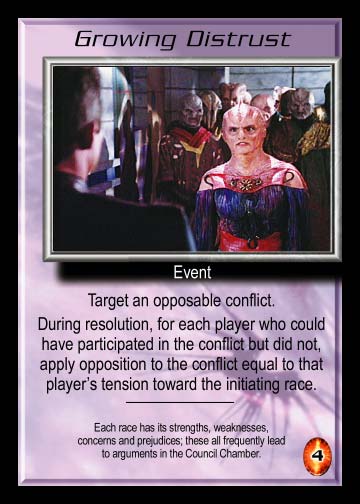 Growing Distrust
Event
Target an opposable conflict.
During resolution, for each player who could
have participated in the conflict but did not,
apply opposition to the conflict equal to that
player's tension toward the initiating race.
Each race has its strengths, weaknesses,
concerns and prejudices; these all frequently lead
to arguments in the Council Chamber.
4